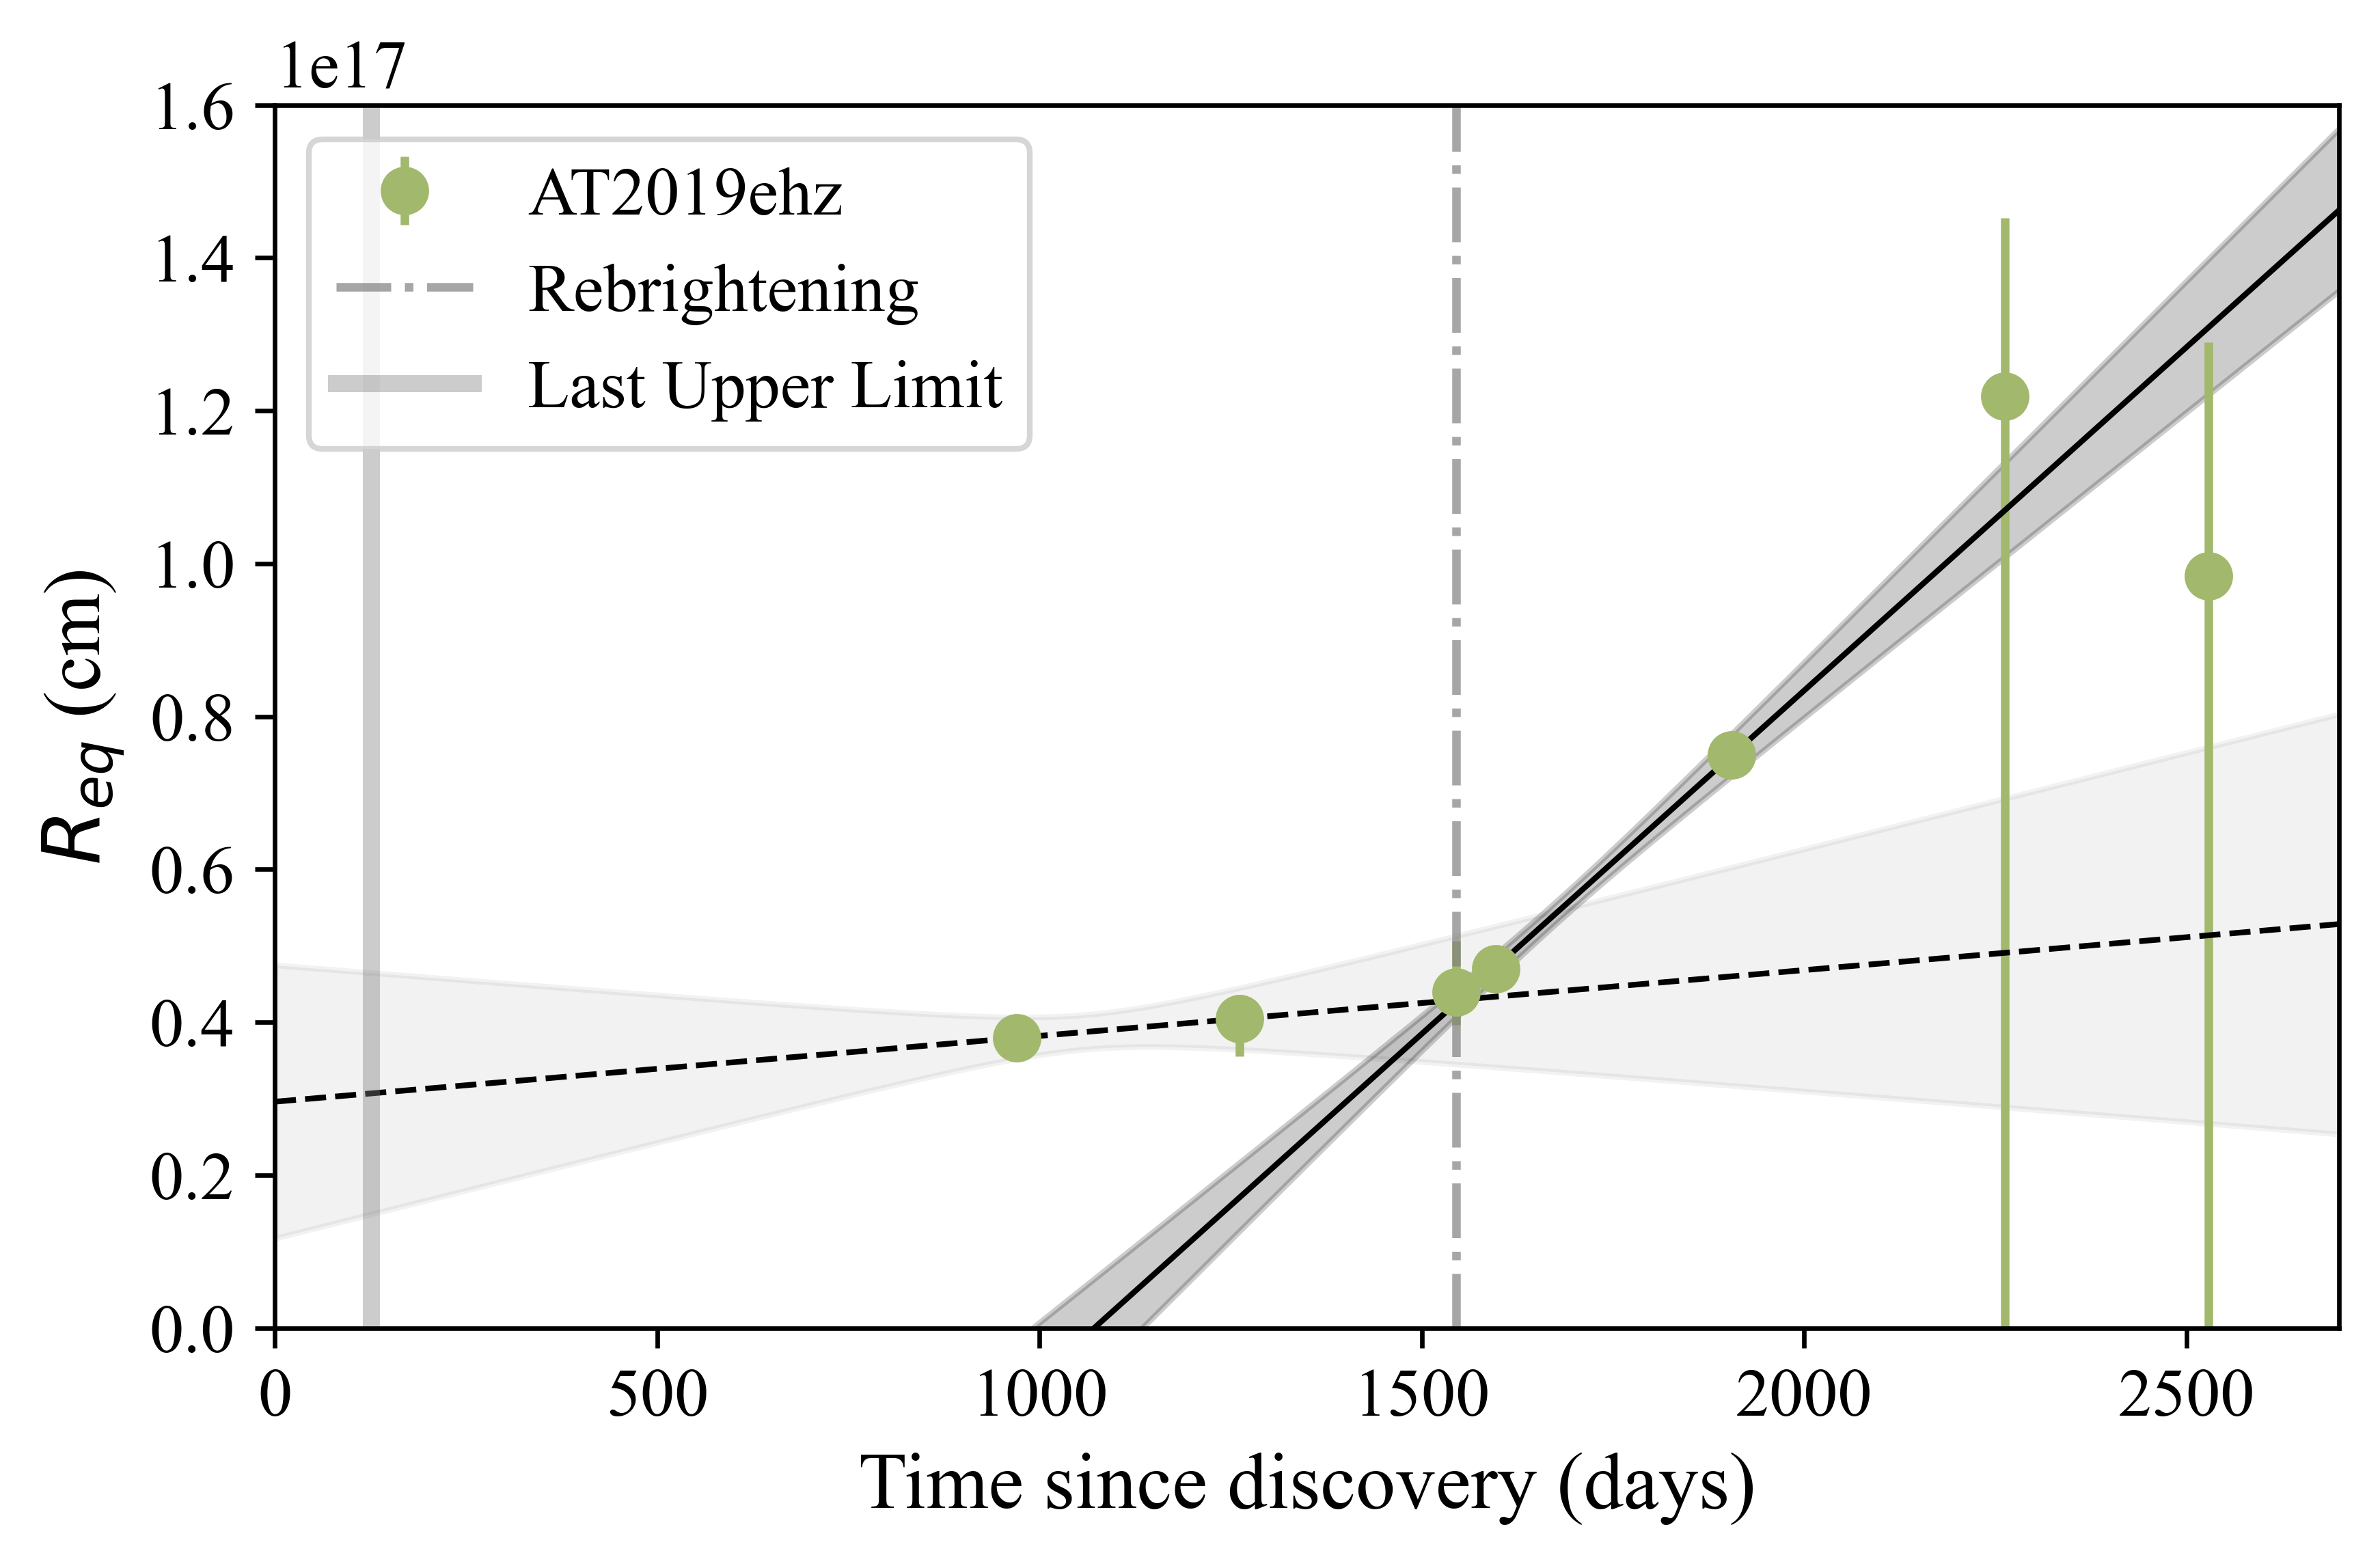 1e17
1.6
1.4
1.2
1.0
0.8
0.6
0.4
0.2
0.0
R_eq (cm)
AT2019ehz
Rebrightening
Last Upper Limit
0 500 1000 1500 2000 2500
Time since discovery (days)